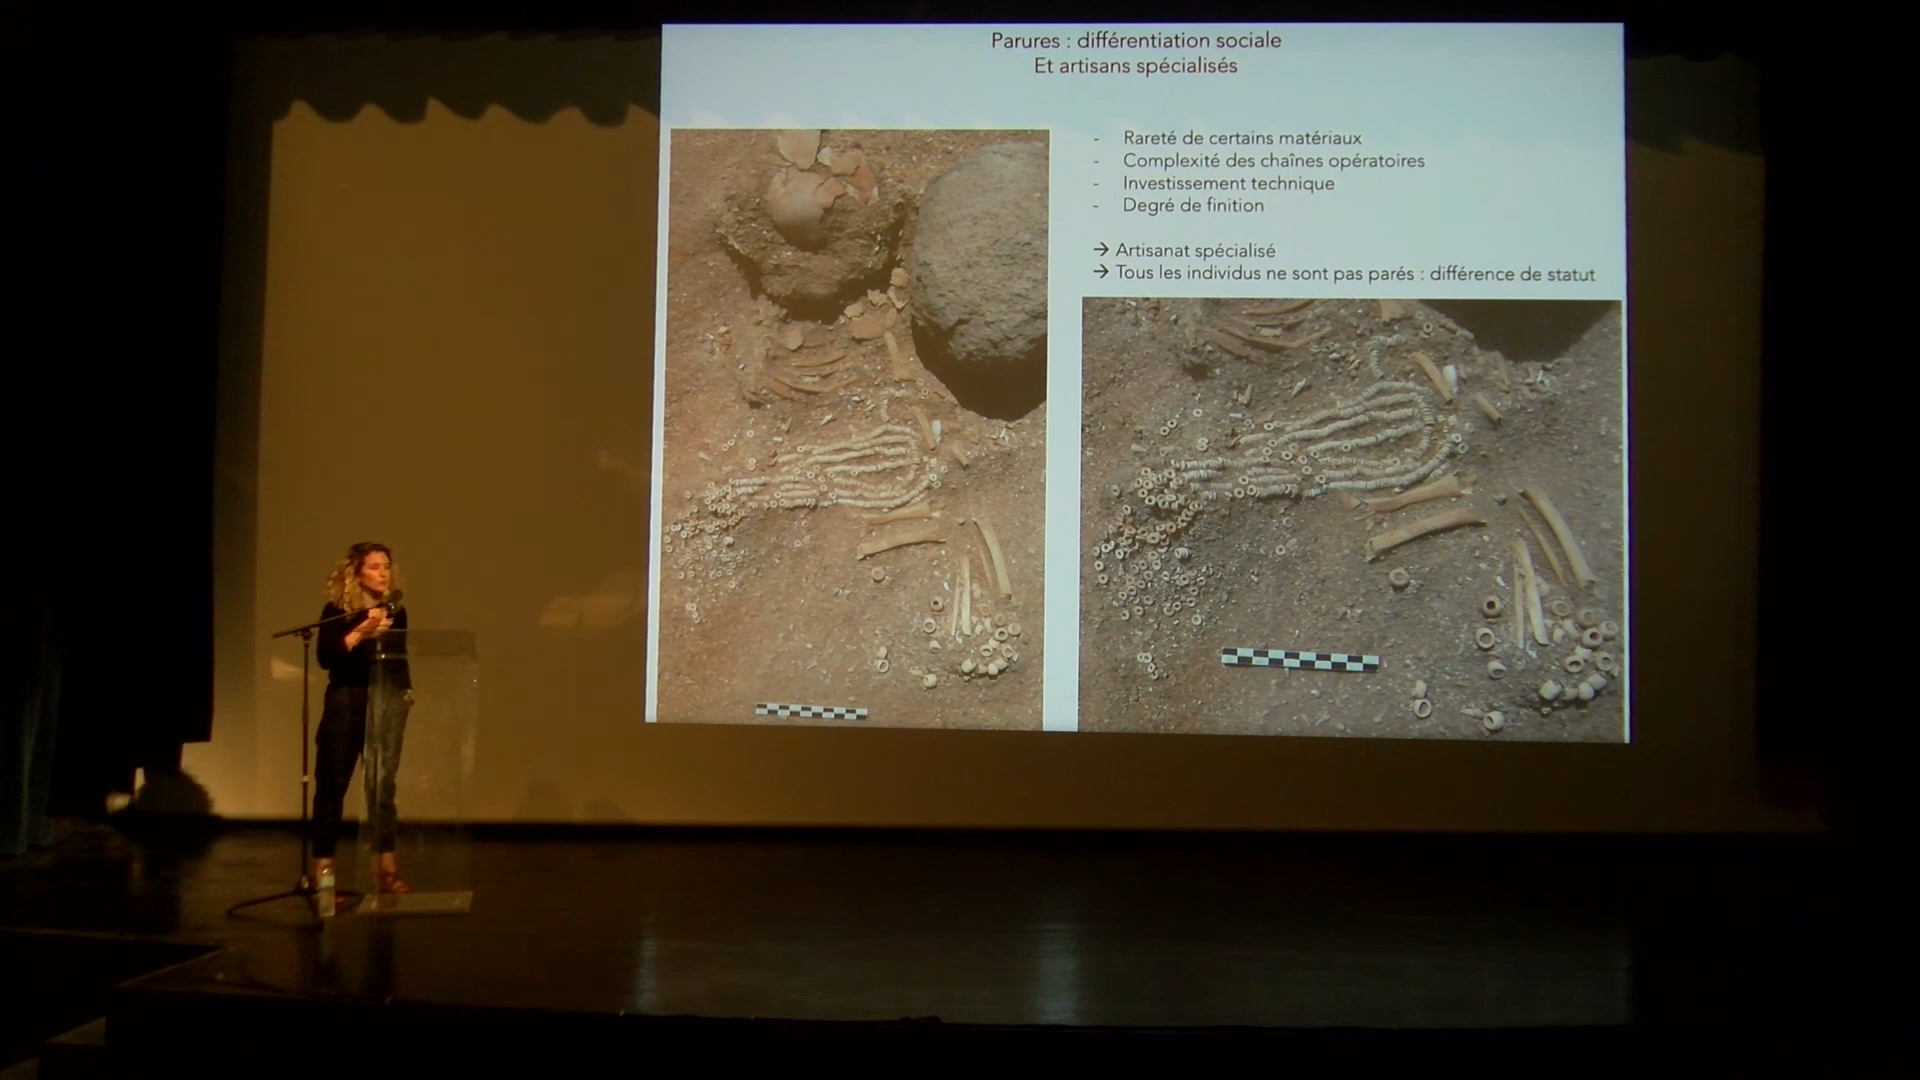 Parures : différentiation sociale
Et artisans spécialisés
- Rareté de certains matériaux
- Complexité des chaînes opératoires
- Investissement technique
- Degré de finition
→ Artisanat spécialisé
→ Tous les individus ne sont pas parés : différence de statut